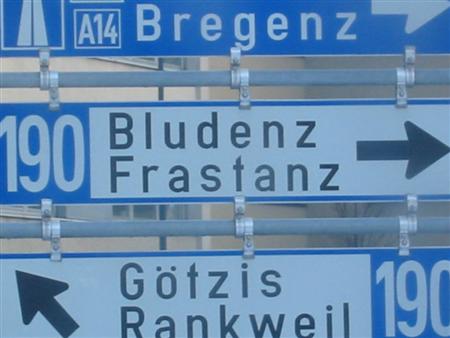 A14 Bregenz
190 Bludenz
Frastanz
Götzis 190
Rankweil